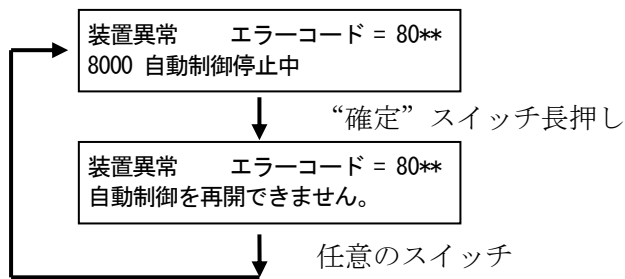 装置異常　　エラーコード = 80**
8000 自動制御停止中
“確定”スイッチ長押し
装置異常　　エラーコード = 80**
自動制御を再開できません。
任意のスイッチ